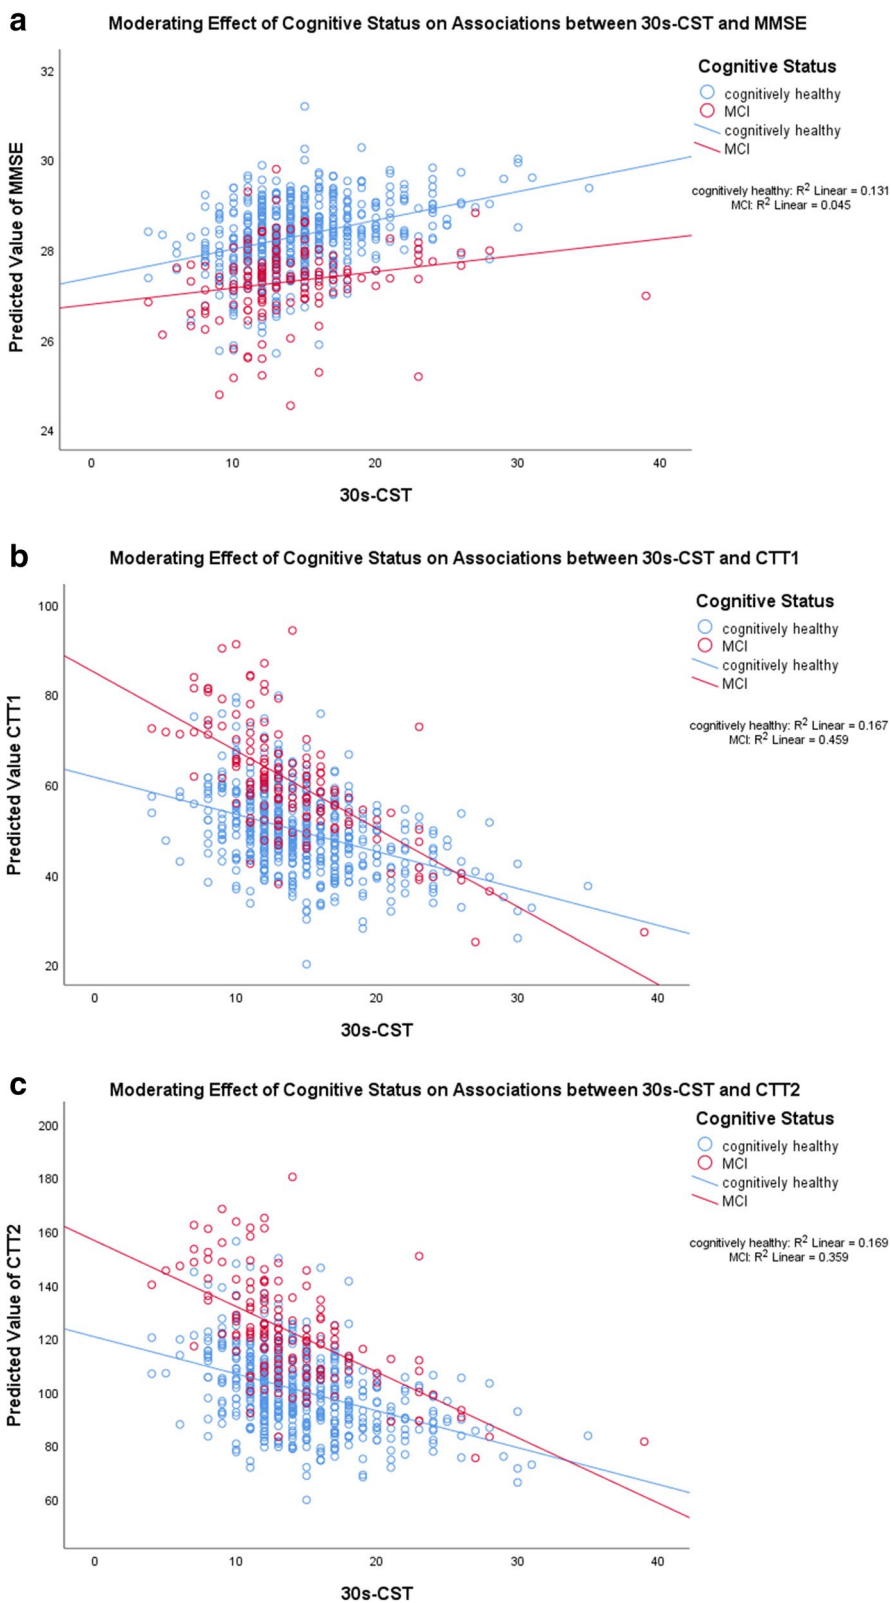 a
Moderating Effect of Cognitive Status on Associations between 30s-CST and MMSE
Cognitive Status
cognitively healthy
MCI
cognitively healthy
MCI
cognitively healthy: R2 Linear = 0.131
MCI: R2 Linear = 0.045
Predicted Value of MMSE
32
30
28
26
24
0 10 20 30 40
30s-CST
b
Moderating Effect of Cognitive Status on Associations between 30s-CST and CTT1
Cognitive Status
cognitively healthy
MCI
cognitively healthy
MCI
cognitively healthy: R2 Linear = 0.167
MCI: R2 Linear = 0.459
Predicted Value CTT1
100
80
60
40
20
0 10 20 30 40
30s-CST
c
Moderating Effect of Cognitive Status on Associations between 30s-CST and CTT2
Cognitive Status
cognitively healthy
MCI
cognitively healthy
MCI
cognitively healthy: R2 Linear = 0.169
MCI: R2 Linear = 0.359
Predicted Value of CTT2
200
180
160
140
120
100
80
60
0 10 20 30 40
30s-CST